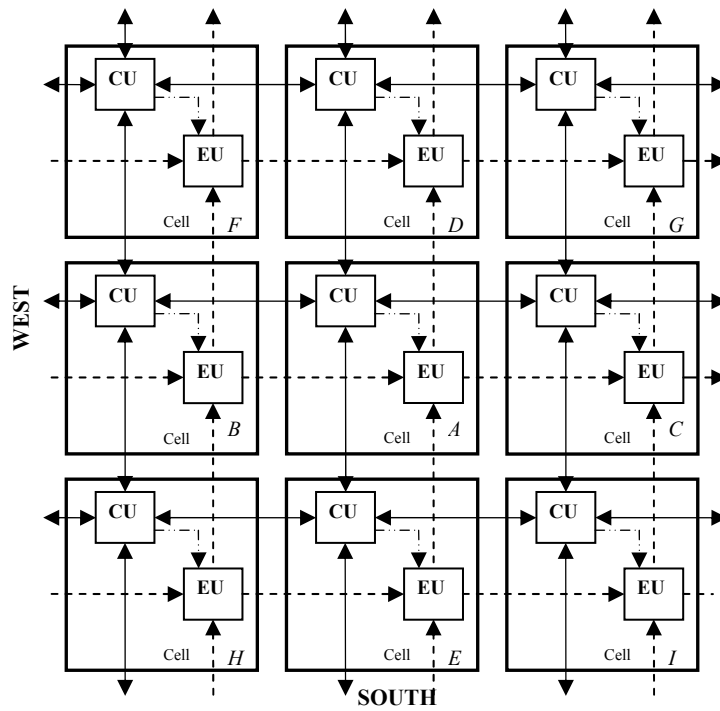 CU CU CU
EU EU EU
Cell F Cell D Cell G
WEST
CU CU CU
EU EU EU
Cell B Cell A Cell C
CU CU CU
EU EU EU
Cell H Cell E Cell I
SOUTH